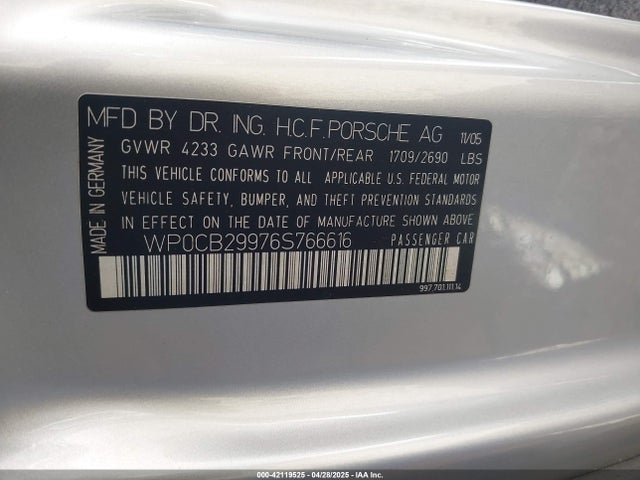 MFD BY DR. ING. H.C.F. PORSCHE AG 11/05
GVWR 4233 GAWR FRONT/REAR 1709/2690 LBS
THIS VEHICLE CONFORMS TO ALL APPLICABLE U.S. FEDERAL MOTOR
VEHICLE SAFETY, BUMPER, AND THEFT PREVENTION STANDARDS
IN EFFECT ON THE DATE OF MANUFACTURE SHOWN ABOVE
WP0CB29976S766616 PASSENGER CAR
997.701.111.14
MADE IN GERMANY
000-42119525 | 04/28/2025 | IAA Inc.